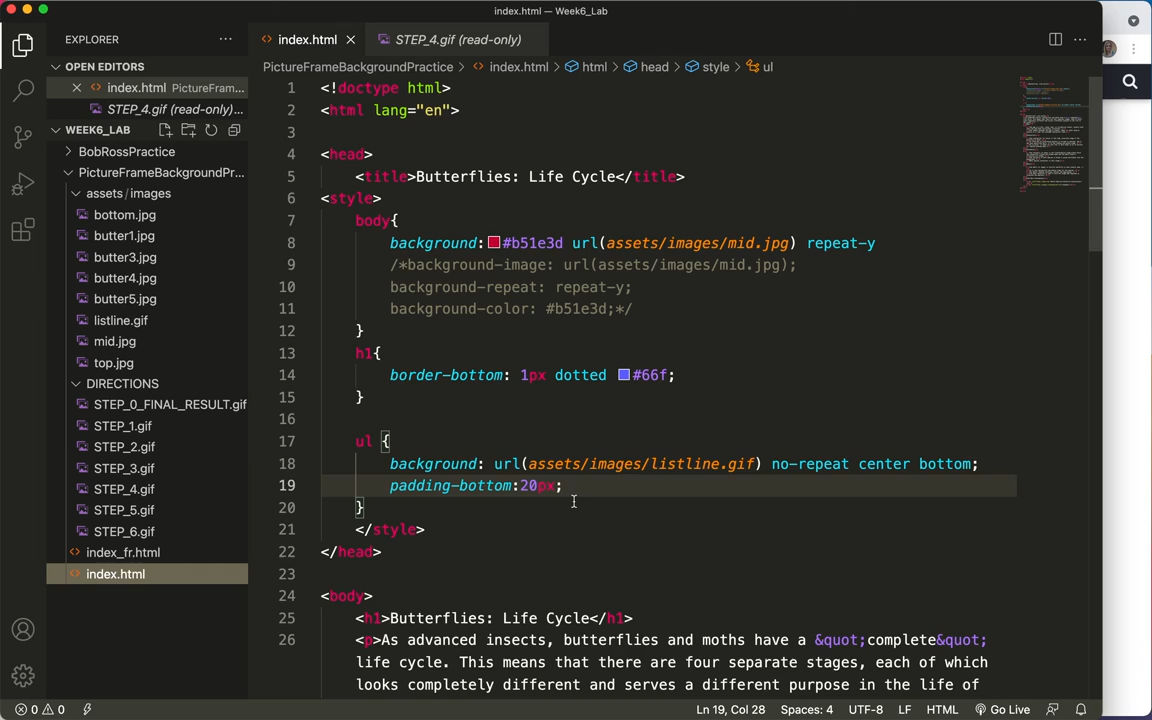 index.html — Week6_Lab
EXPLORER ···
index.html
STEP_4.gif (read-only)
OPEN EDITORS
index.html PictureFram...
STEP_4.gif (read-only)...
WEEK6_LAB
BobRossPractice
PictureFrameBackgroundPr...
assets/images
bottom.jpg
butter1.jpg
butter3.jpg
butter4.jpg
butter5.jpg
listline.gif
mid.jpg
top.jpg
DIRECTIONS
STEP_0_FINAL_RESULT.gif
STEP_1.gif
STEP_2.gif
STEP_3.gif
STEP_4.gif
STEP_5.gif
STEP_6.gif
index_fr.html
index.html
PictureFrameBackgroundPractice > index.html > html > head > style > ul
1 <!doctype html>
2 <html lang="en">
3
4 <head>
5 <title>Butterflies: Life Cycle</title>
6 <style>
7 body{
8 background:#b51e3d url(assets/images/mid.jpg) repeat-y
9 /*background-image: url(assets/images/mid.jpg);
10 background-repeat: repeat-y;
11 background-color: #b51e3d;*/
12 }
13 h1{
14 border-bottom: 1px dotted #66f;
15 }
16
17 ul {
18 background: url(assets/images/listline.gif) no-repeat center bottom;
19 padding-bottom:20px;
20 }
21 </style>
22 </head>
23
24 <body>
25 <h1>Butterflies: Life Cycle</h1>
26 <p>As advanced insects, butterflies and moths have a &quot;complete&quot;
life cycle. This means that there are four separate stages, each of which
looks completely different and serves a different purpose in the life of
0 0
Ln 19, Col 28 Spaces: 4 UTF-8 LF HTML Go Live